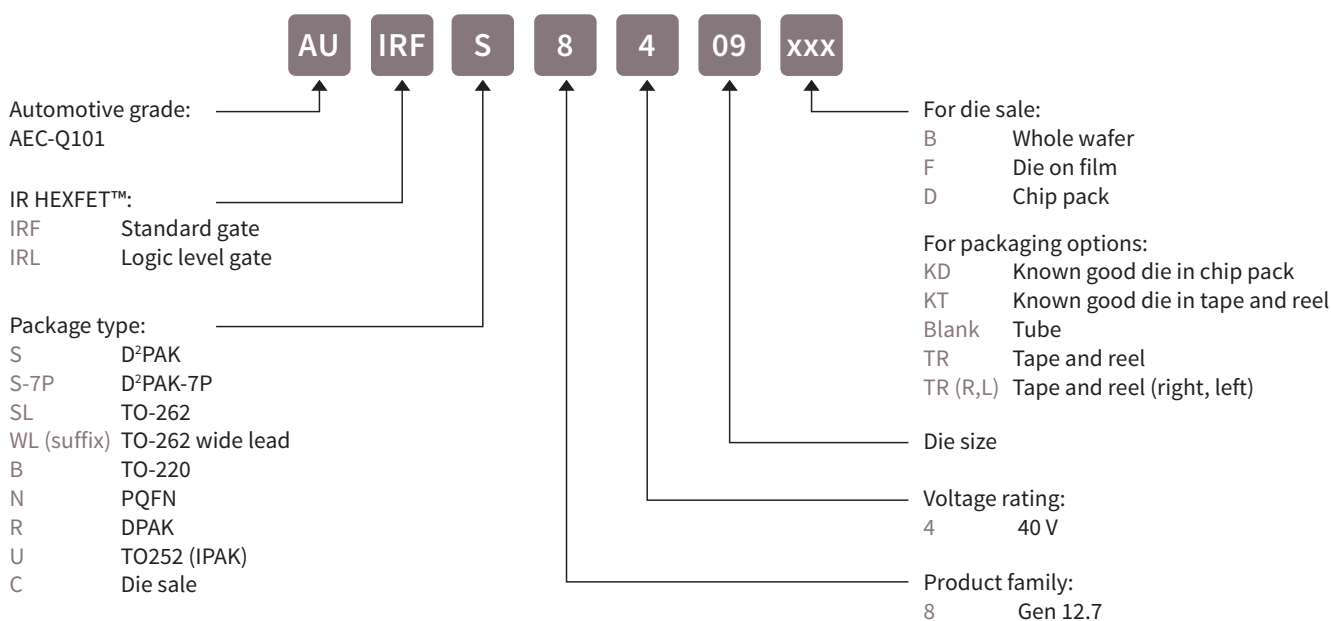 AU IRF S 8 4 09 xxx
Automotive grade:
AEC-Q101
IR HEXFET™:
IRF Standard gate
IRL Logic level gate
Package type:
S D²PAK
S-7P D²PAK-7P
SL TO-262
WL (suffix) TO-262 wide lead
B TO-220
N PQFN
R DPAK
U TO252 (IPAK)
C Die sale
For die sale:
B Whole wafer
F Die on film
D Chip pack
For packaging options:
KD Known good die in chip pack
KT Known good die in tape and reel
Blank Tube
TR Tape and reel
TR (R,L) Tape and reel (right, left)
Die size
Voltage rating:
4 40 V
Product family:
8 Gen 12.7